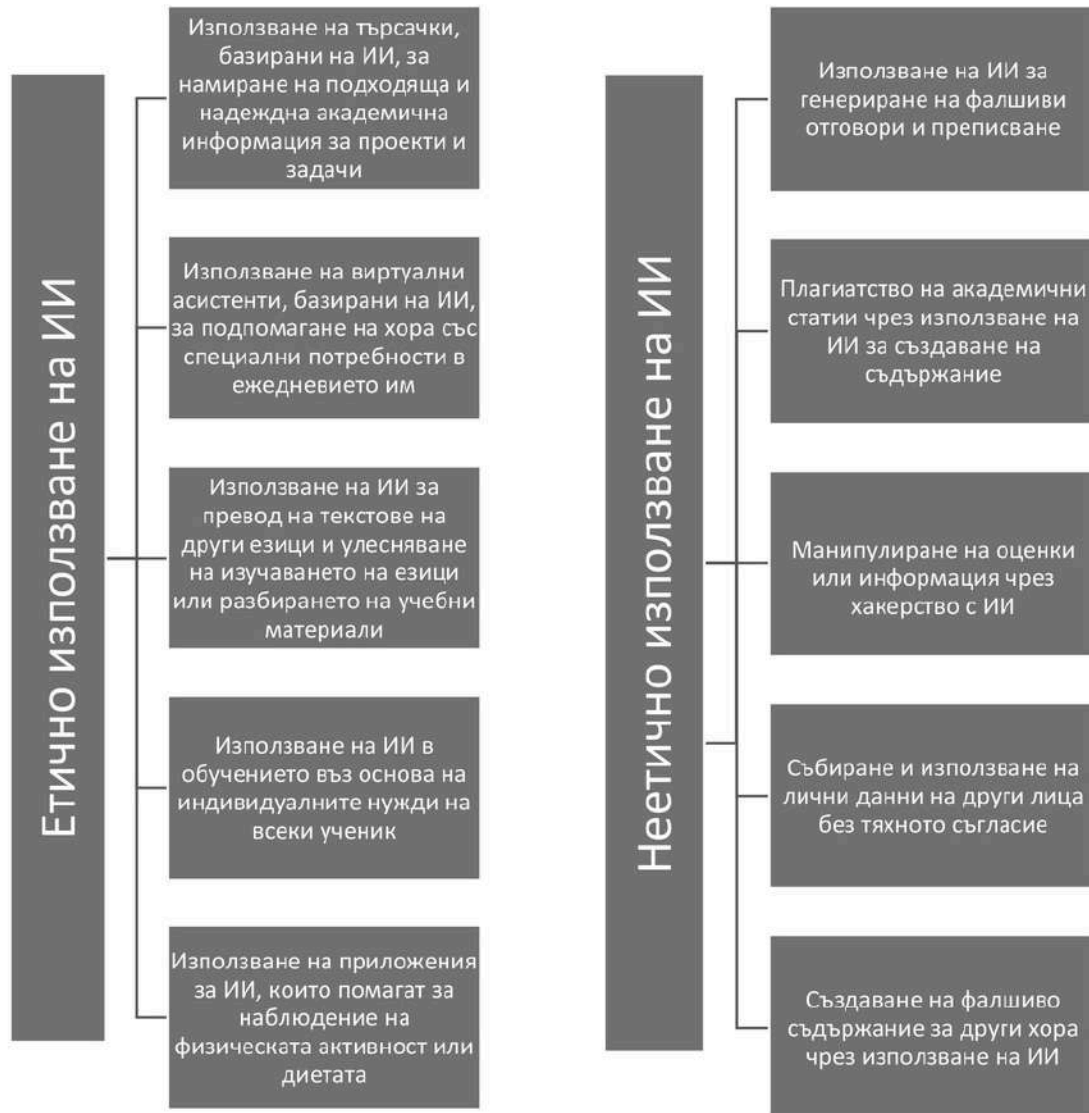 Етично използване на ИИ
Използване на търсачки,
базирани на ИИ, за
намиране на подходяща и
надеждна академична
информация за проекти и
задачи
Използване на виртуални
асистенти, базирани на ИИ,
за подпомагане на хора със
специални потребности в
ежедневието им
Използване на ИИ за
превод на текстове на
други езици и улесняване
на изучаването на езици
или разбирането на учебни
материали
Използване на ИИ в
обучението въз основа на
индивидуалните нужди на
всеки ученик
Използване на приложения
за ИИ, които помагат за
наблюдение на
физическата активност или
диетата
Неетично използване на ИИ
Използване на ИИ за
генериране на фалшиви
отговори и преписване
Плагиатство на академични
статии чрез използване на
ИИ за създаване на
съдържание
Манипулиране на оценки
или информация чрез
хакерство с ИИ
Събиране и използване на
лични данни на други лица
без тяхното съгласие
Създаване на фалшиво
съдържание за други хора
чрез използване на ИИ